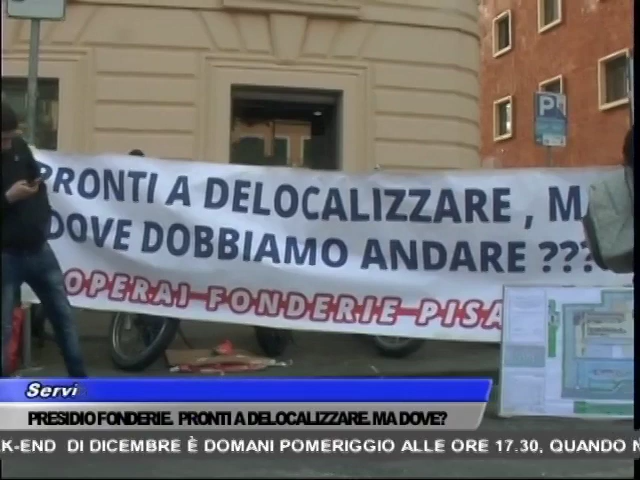 PRONTI A DELOCALIZZARE , M
DOVE DOBBIAMO ANDARE ???
OPERAI FONDERIE PISA
P
Servi
PRESIDIO FONDERIE. PRONTI A DELOCALIZZARE. MA DOVE?
K-END DI DICEMBRE È DOMANI POMERIGGIO ALLE ORE 17.30, QUANDO N